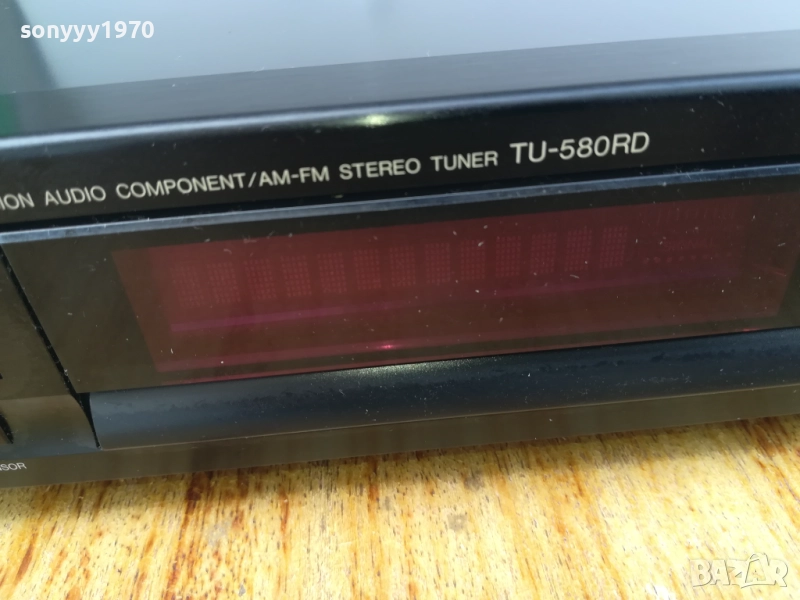 sonyyy1970
ION AUDIO COMPONENT/AM-FM STEREO TUNER TU-580RD
SOR
BAZAR